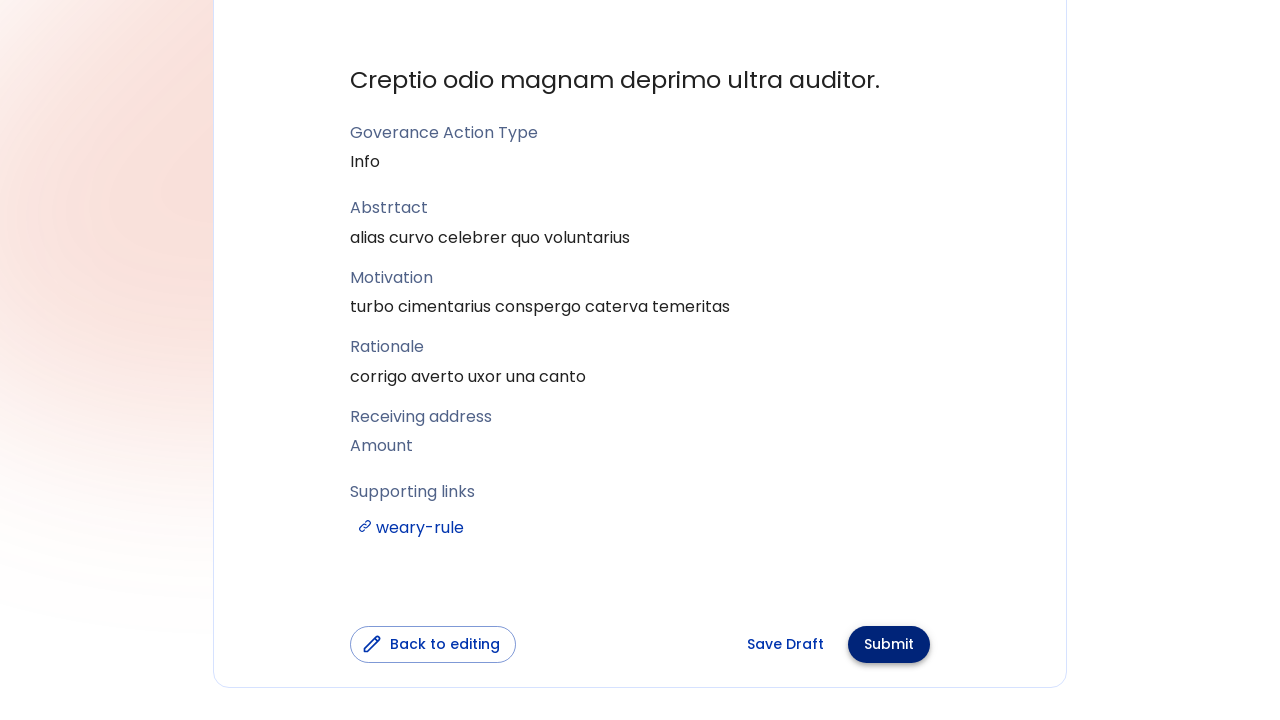 Creptio odio magnam deprimo ultra auditor.
Goverance Action Type
Info
Abstrtact
alias curvo celebrer quo voluntarius
Motivation
turbo cimentarius conspergo caterva temeritas
Rationale
corrigo averto uxor una canto
Receiving address
Amount
Supporting links
weary-rule
Back to editing
Save Draft
Submit